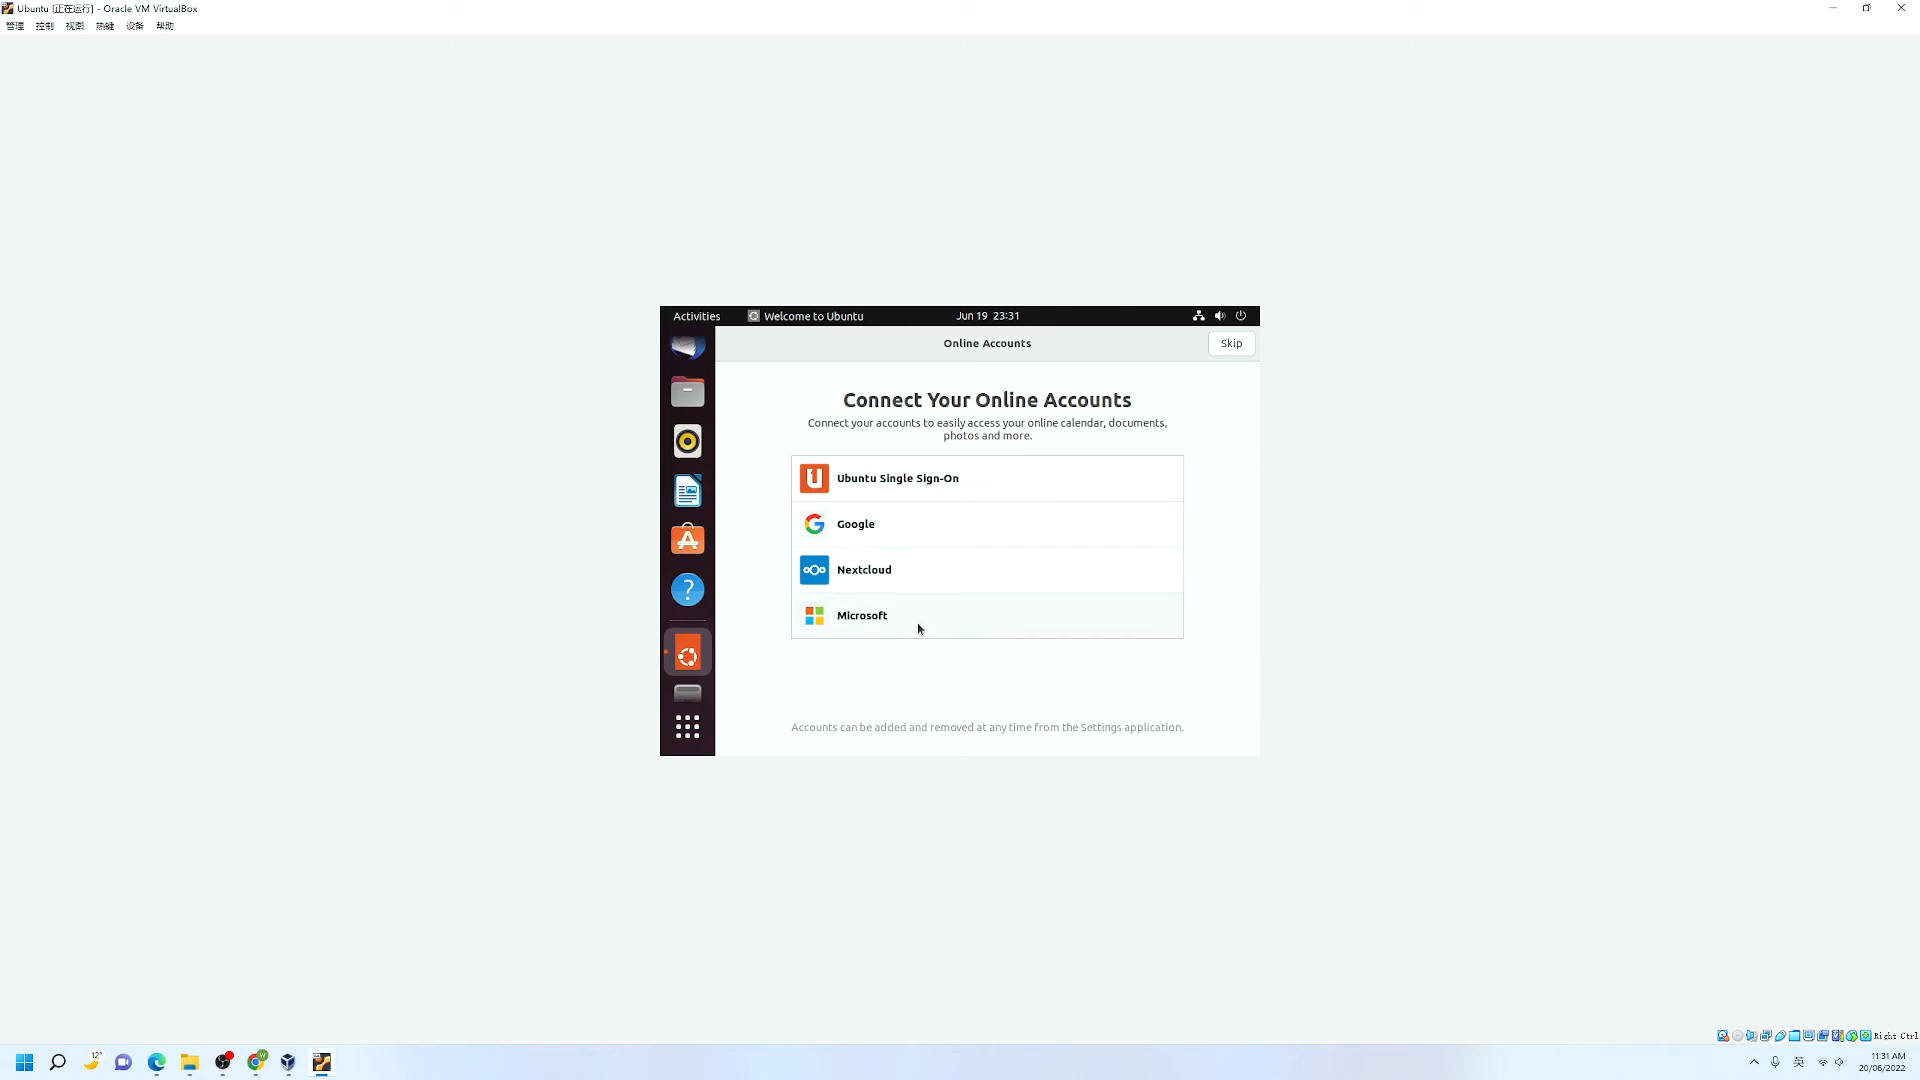 Ubuntu [正在运行] - Oracle VM VirtualBox
管理 控制 视图 热键 设备 帮助
Activities Welcome to Ubuntu Jun 19 23:31
Online Accounts Skip
Connect Your Online Accounts
Connect your accounts to easily access your online calendar, documents,
photos and more.
Ubuntu Single Sign-On
Google
Nextcloud
Microsoft
Accounts can be added and removed at any time from the Settings application.
Right Ctrl
12°
英
11:31 AM
20/06/2022